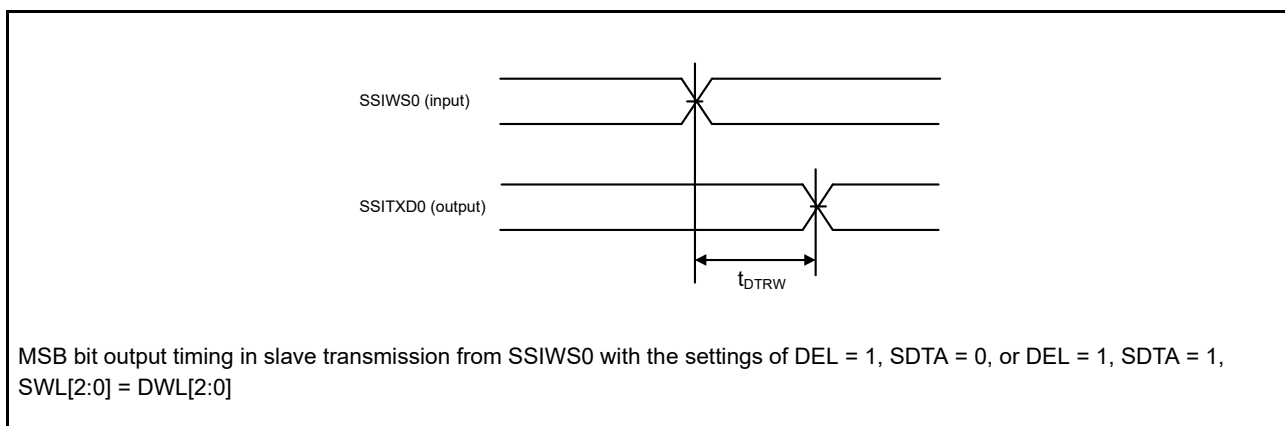 SSIWS0 (input)
SSITXD0 (output)
tDTRW
MSB bit output timing in slave transmission from SSIWS0 with the settings of DEL = 1, SDTA = 0, or DEL = 1, SDTA = 1,
SWL[2:0] = DWL[2:0]